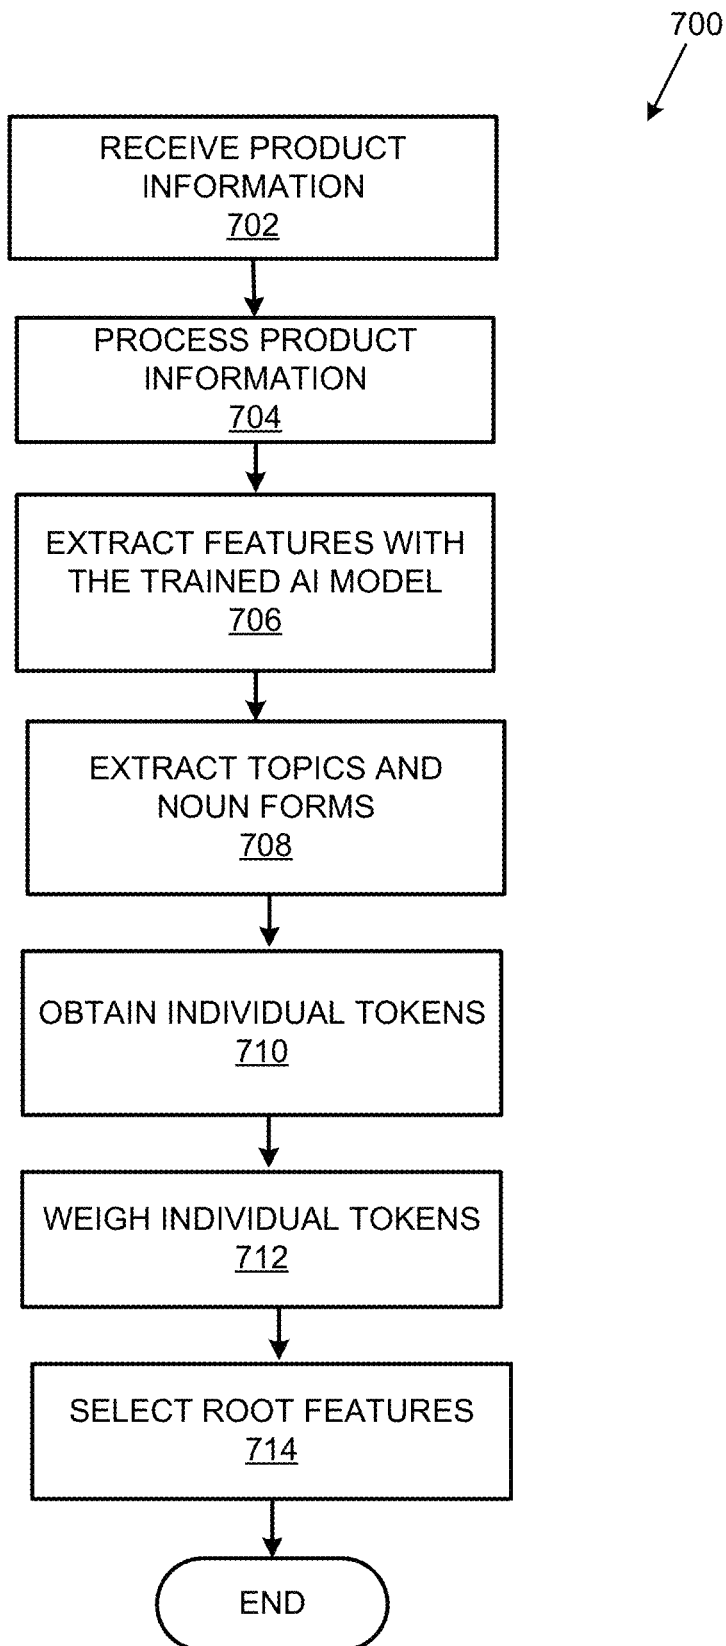 700
RECEIVE PRODUCT
INFORMATION
702
PROCESS PRODUCT
INFORMATION
704
EXTRACT FEATURES WITH
THE TRAINED AI MODEL
706
EXTRACT TOPICS AND
NOUN FORMS
708
OBTAIN INDIVIDUAL TOKENS
710
WEIGH INDIVIDUAL TOKENS
712
SELECT ROOT FEATURES
714
END